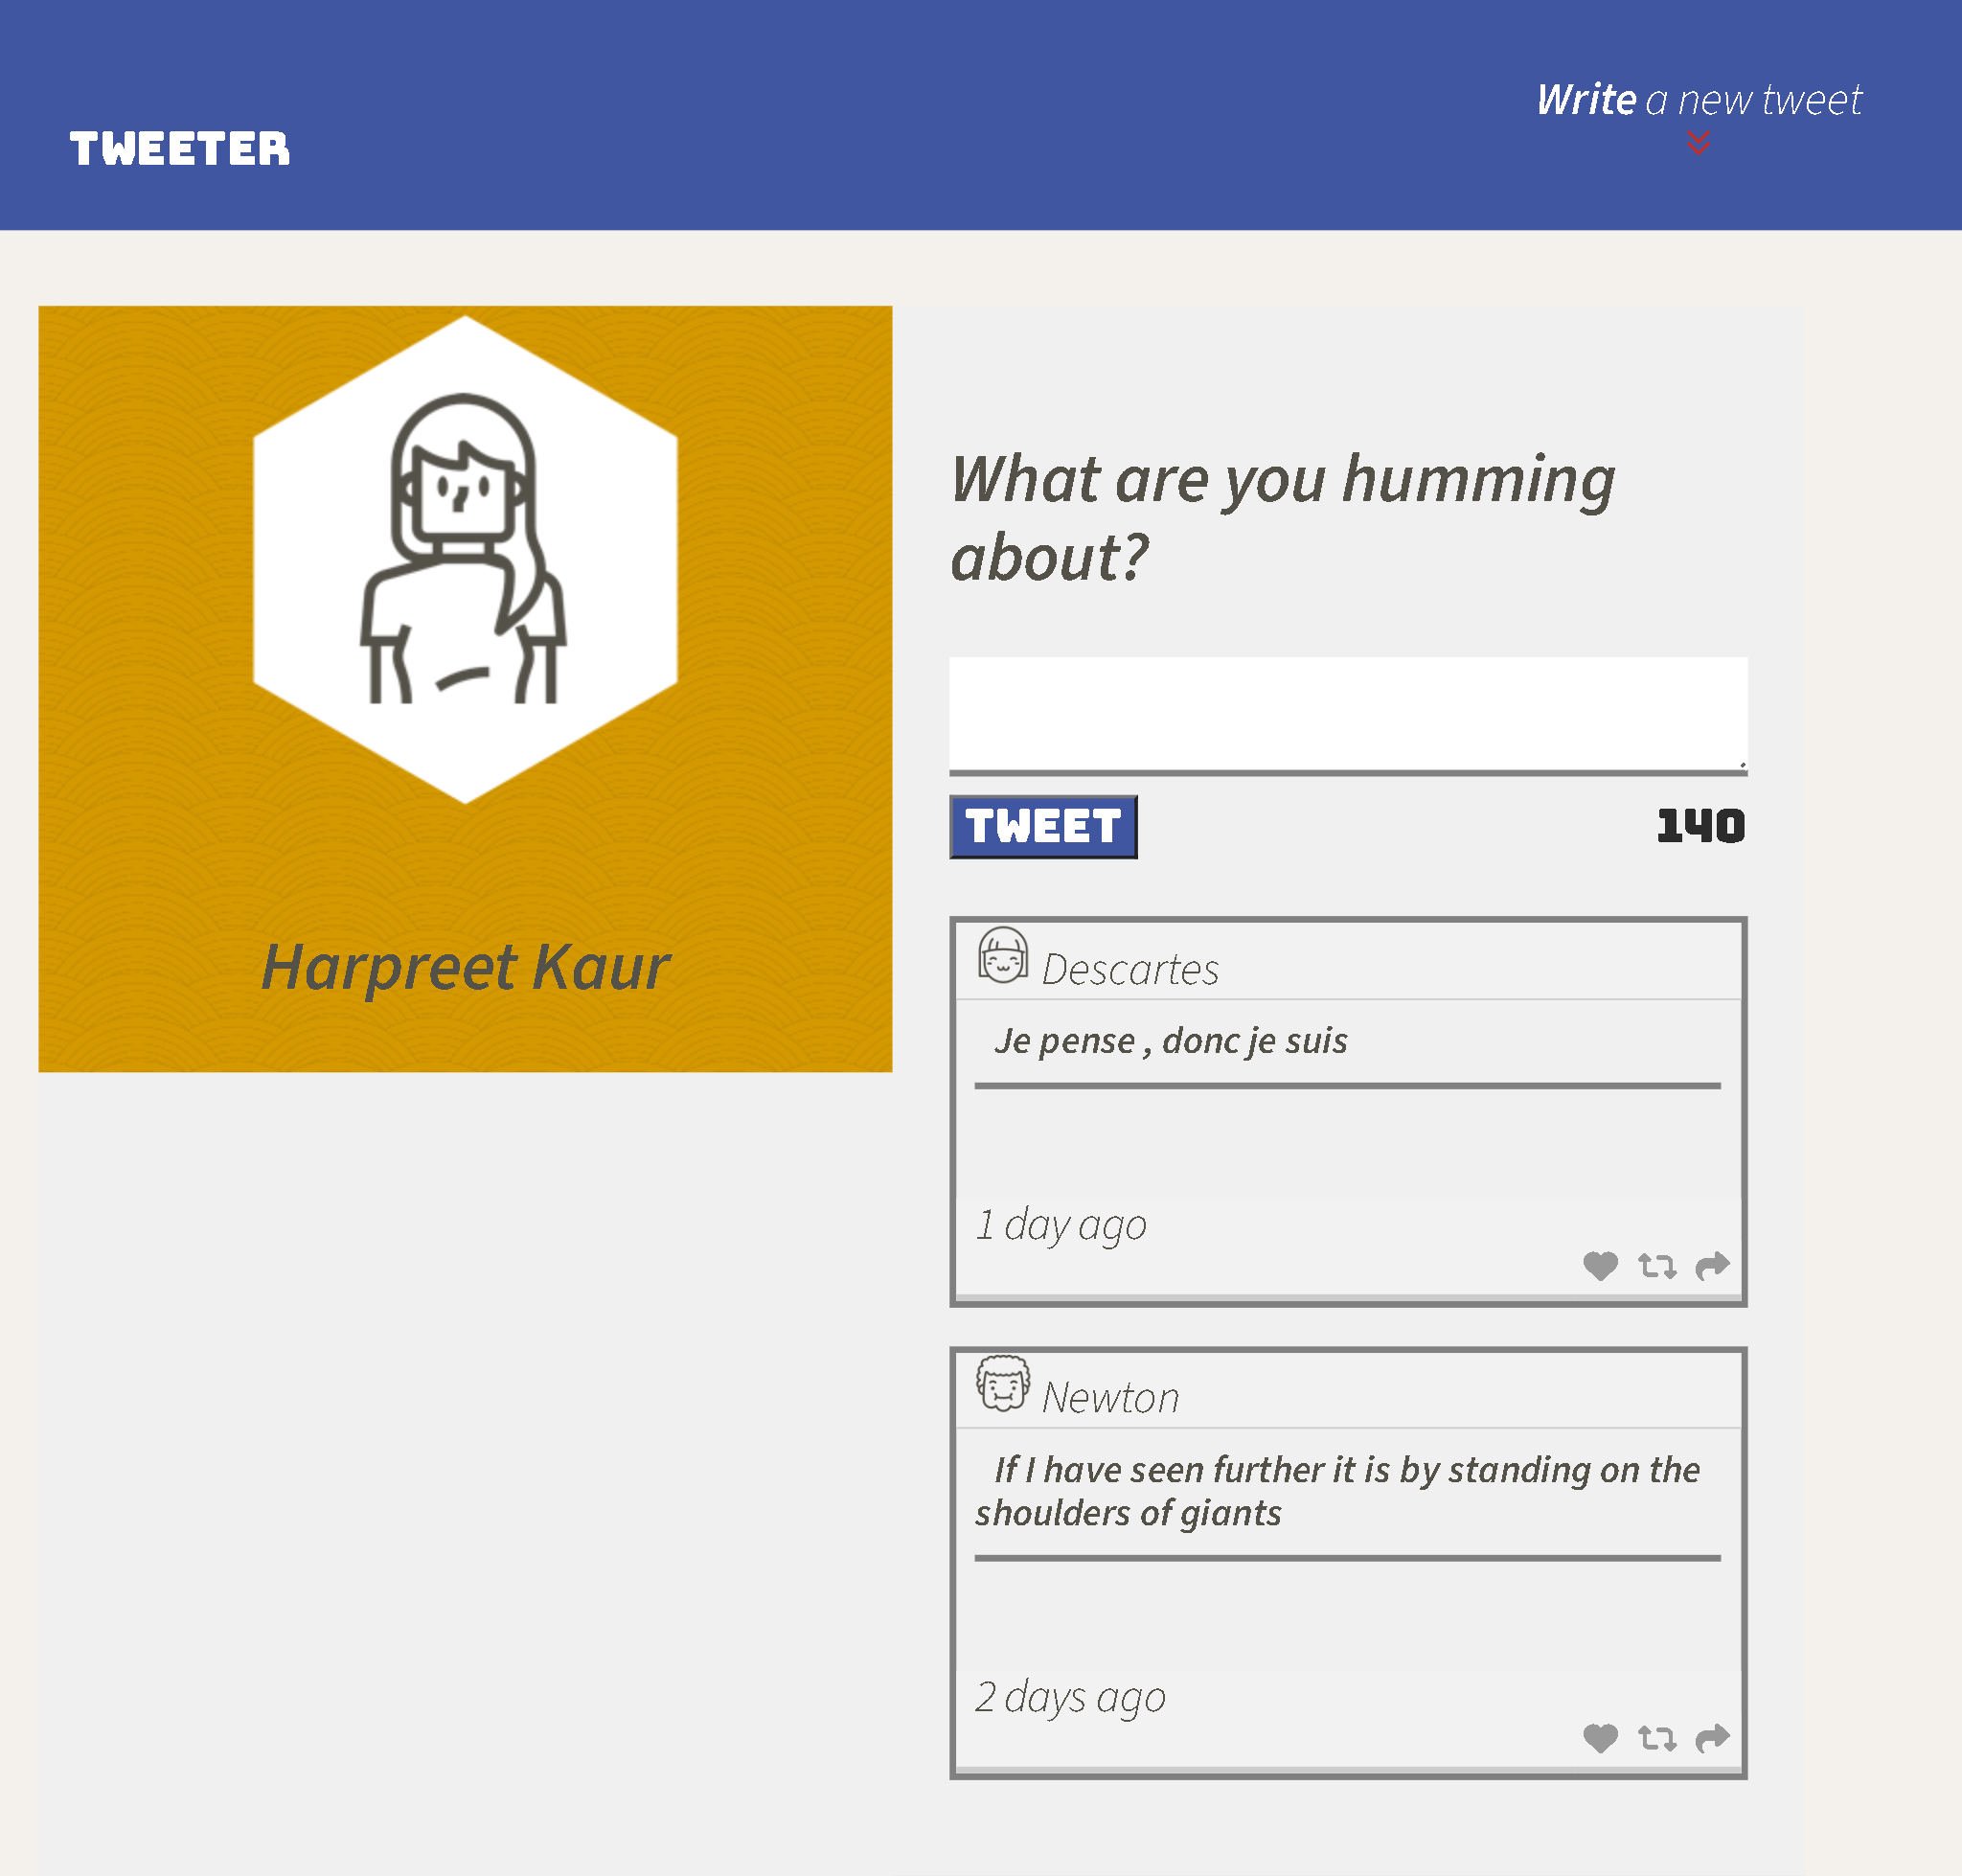 TWEETER
Write a new tweet
Harpreet Kaur
What are you humming
about?
TWEET
140
Descartes
Je pense , donc je suis
1 day ago
Newton
If I have seen further it is by standing on the
shoulders of giants
2 days ago